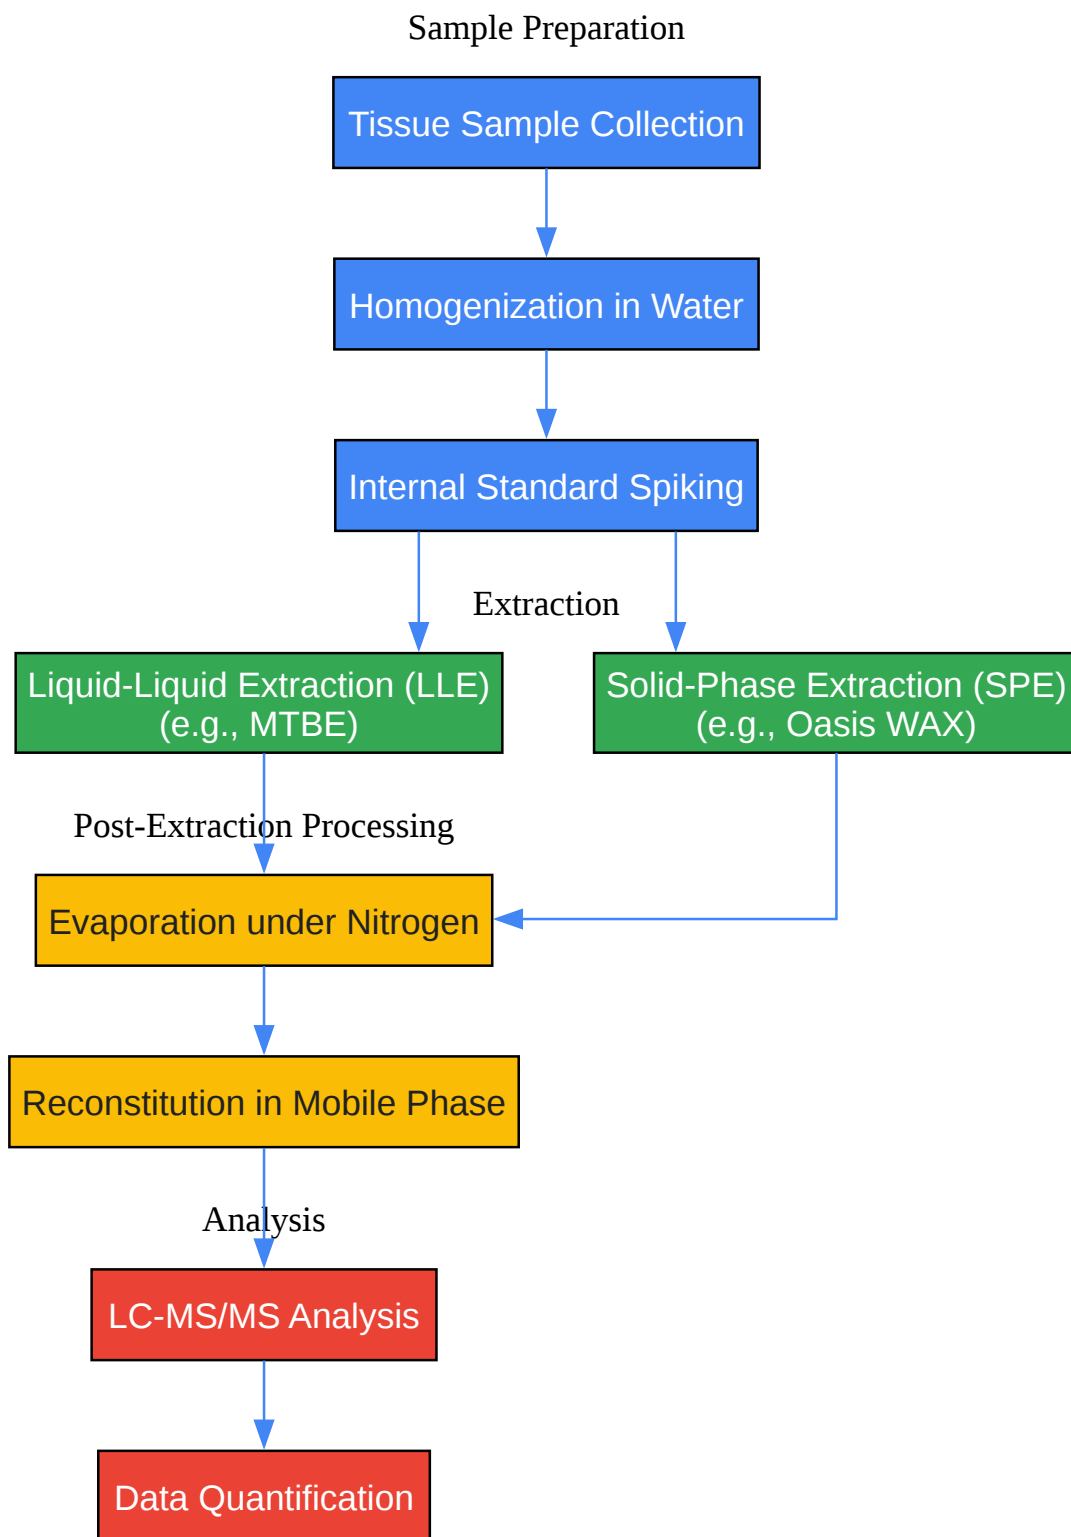 Sample Preparation
Tissue Sample Collection
Homogenization in Water
Internal Standard Spiking
Extraction
Liquid-Liquid Extraction (LLE)
(e.g., MTBE)
Solid-Phase Extraction (SPE)
(e.g., Oasis WAX)
Post-Extraction Processing
Evaporation under Nitrogen
Reconstitution in Mobile Phase
Analysis
LC-MS/MS Analysis
Data Quantification